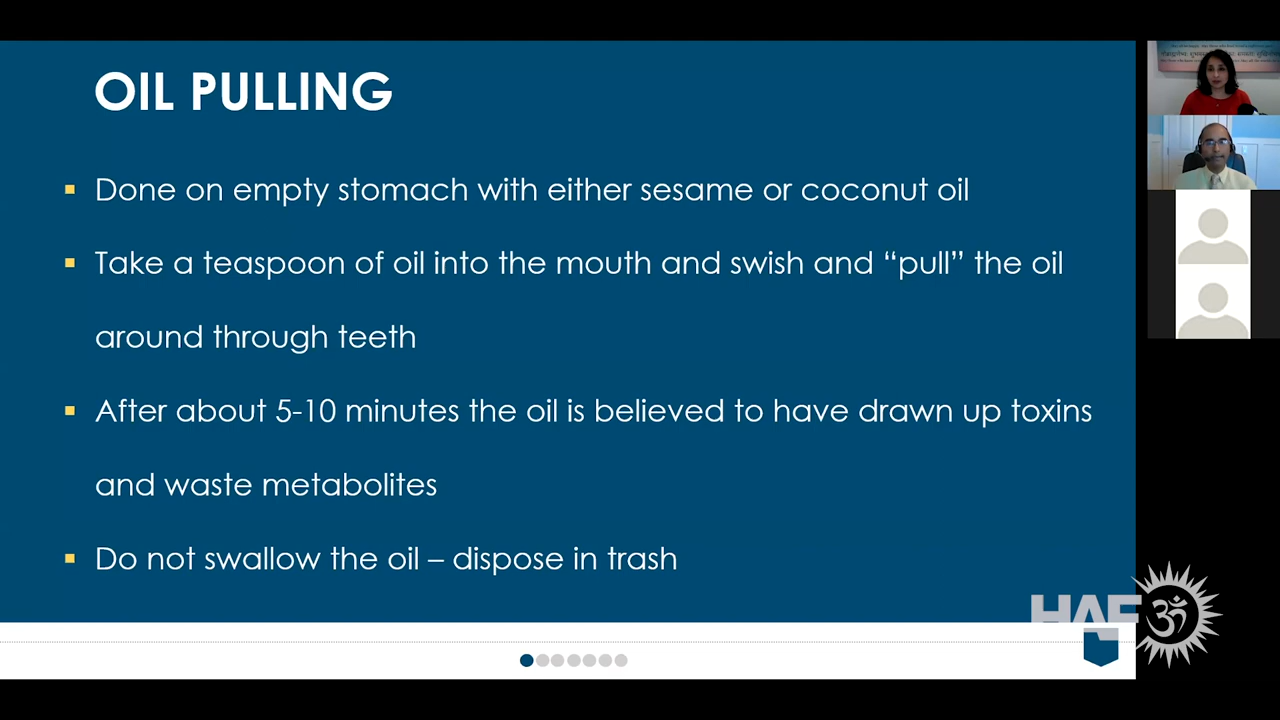 OIL PULLING
▪ Done on empty stomach with either sesame or coconut oil
▪ Take a teaspoon of oil into the mouth and swish and “pull” the oil
around through teeth
▪ After about 5-10 minutes the oil is believed to have drawn up toxins
and waste metabolites
▪ Do not swallow the oil – dispose in trash
HAF
ॐ